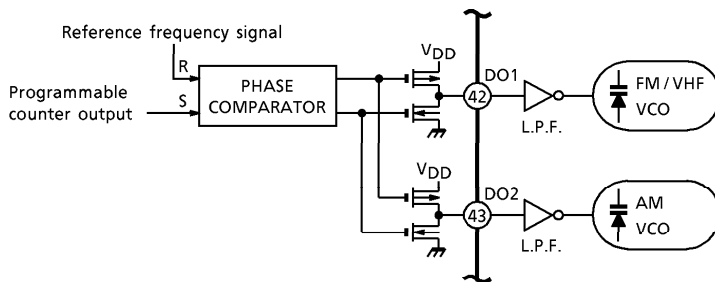 Reference frequency signal
R
Programmable
counter output
S
PHASE
COMPARATOR
VDD
DO1
42
L.P.F.
FM / VHF
VCO
VDD
DO2
43
L.P.F.
AM
VCO